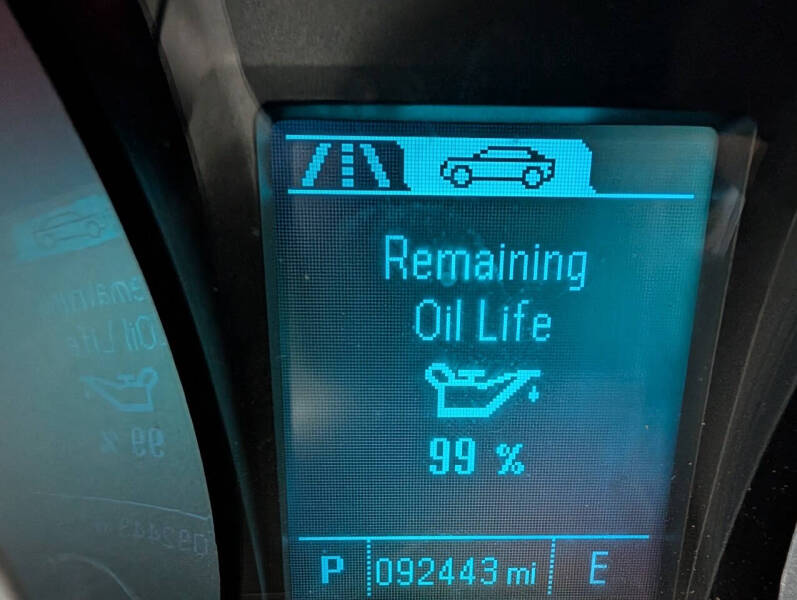 Remaining
Oil Life
99 %
P 092443 mi E